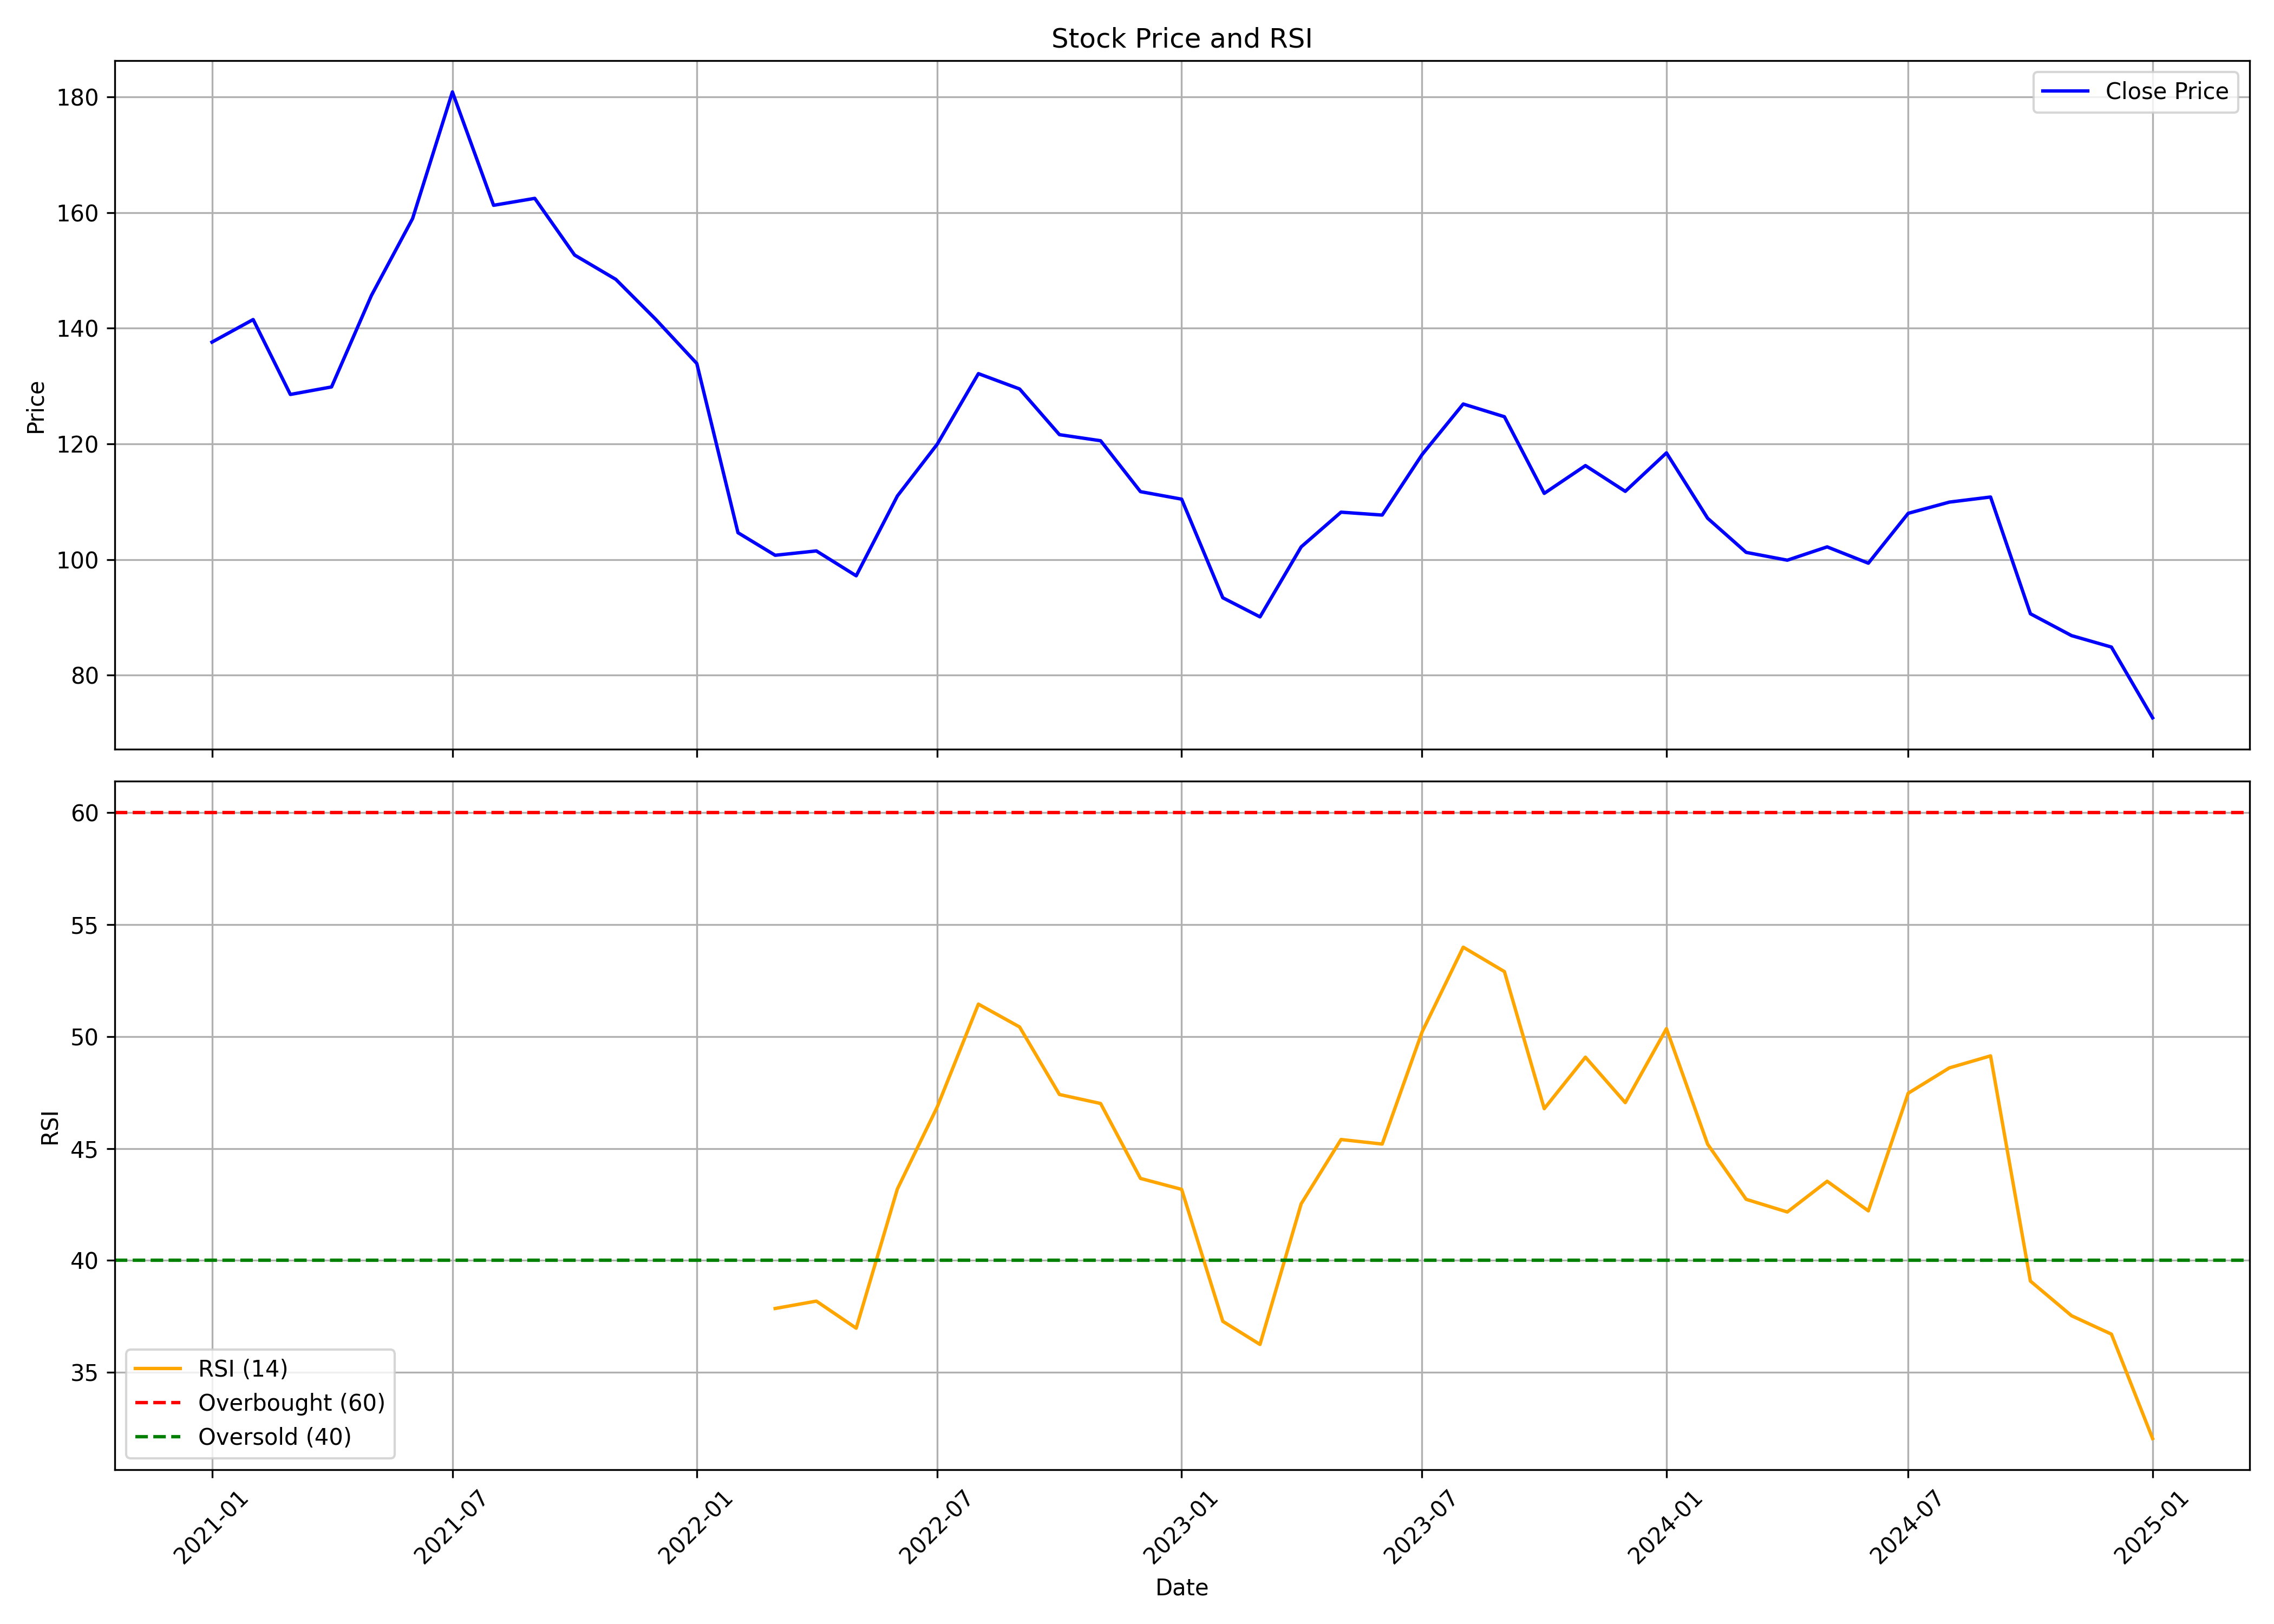 Stock Price and RSI
Close Price
180
160
140
120
100
80
Price
60
55
50
45
40
35
RSI
RSI (14)
Overbought (60)
Oversold (40)
2021-01
2021-07
2022-01
2022-07
2023-01
2023-07
2024-01
2024-07
2025-01
Date